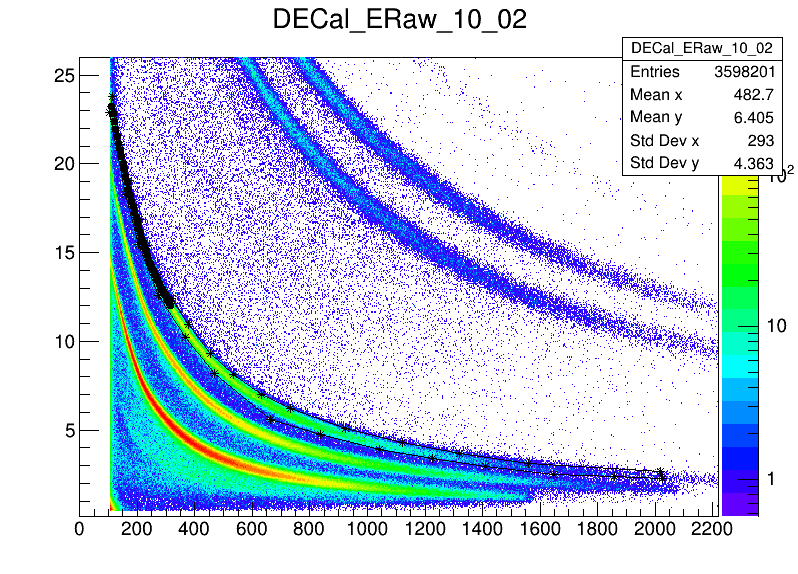 DECal_ERaw_10_02
DECal_ERaw_10_02
Entries 3598201
Mean x 482.7
Mean y 6.405
Std Dev x 293
Std Dev y 4.363
25
20
15
10
5
10²
10
1
0 200 400 600 800 1000 1200 1400 1600 1800 2000 2200